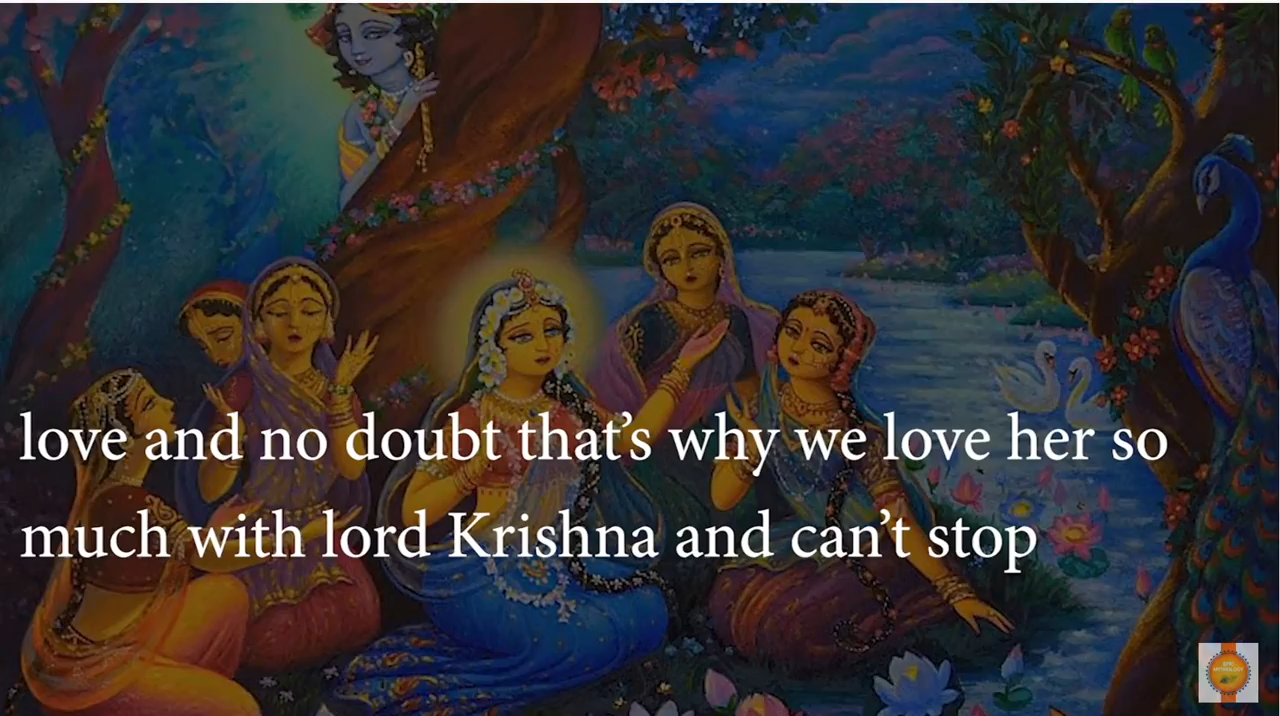 love and no doubt that’s why we love her so
much with lord Krishna and can’t stop